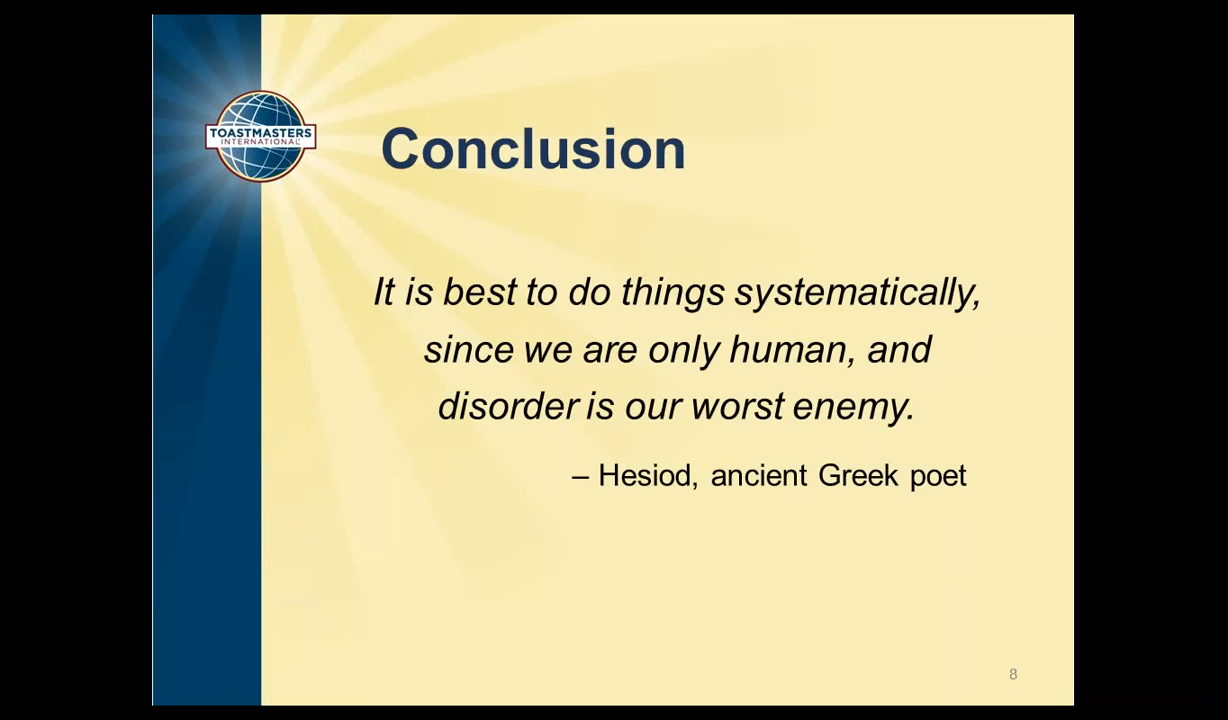 TOASTMASTERS
INTERNATIONAL
Conclusion
It is best to do things systematically,
since we are only human, and
disorder is our worst enemy.
– Hesiod, ancient Greek poet
8